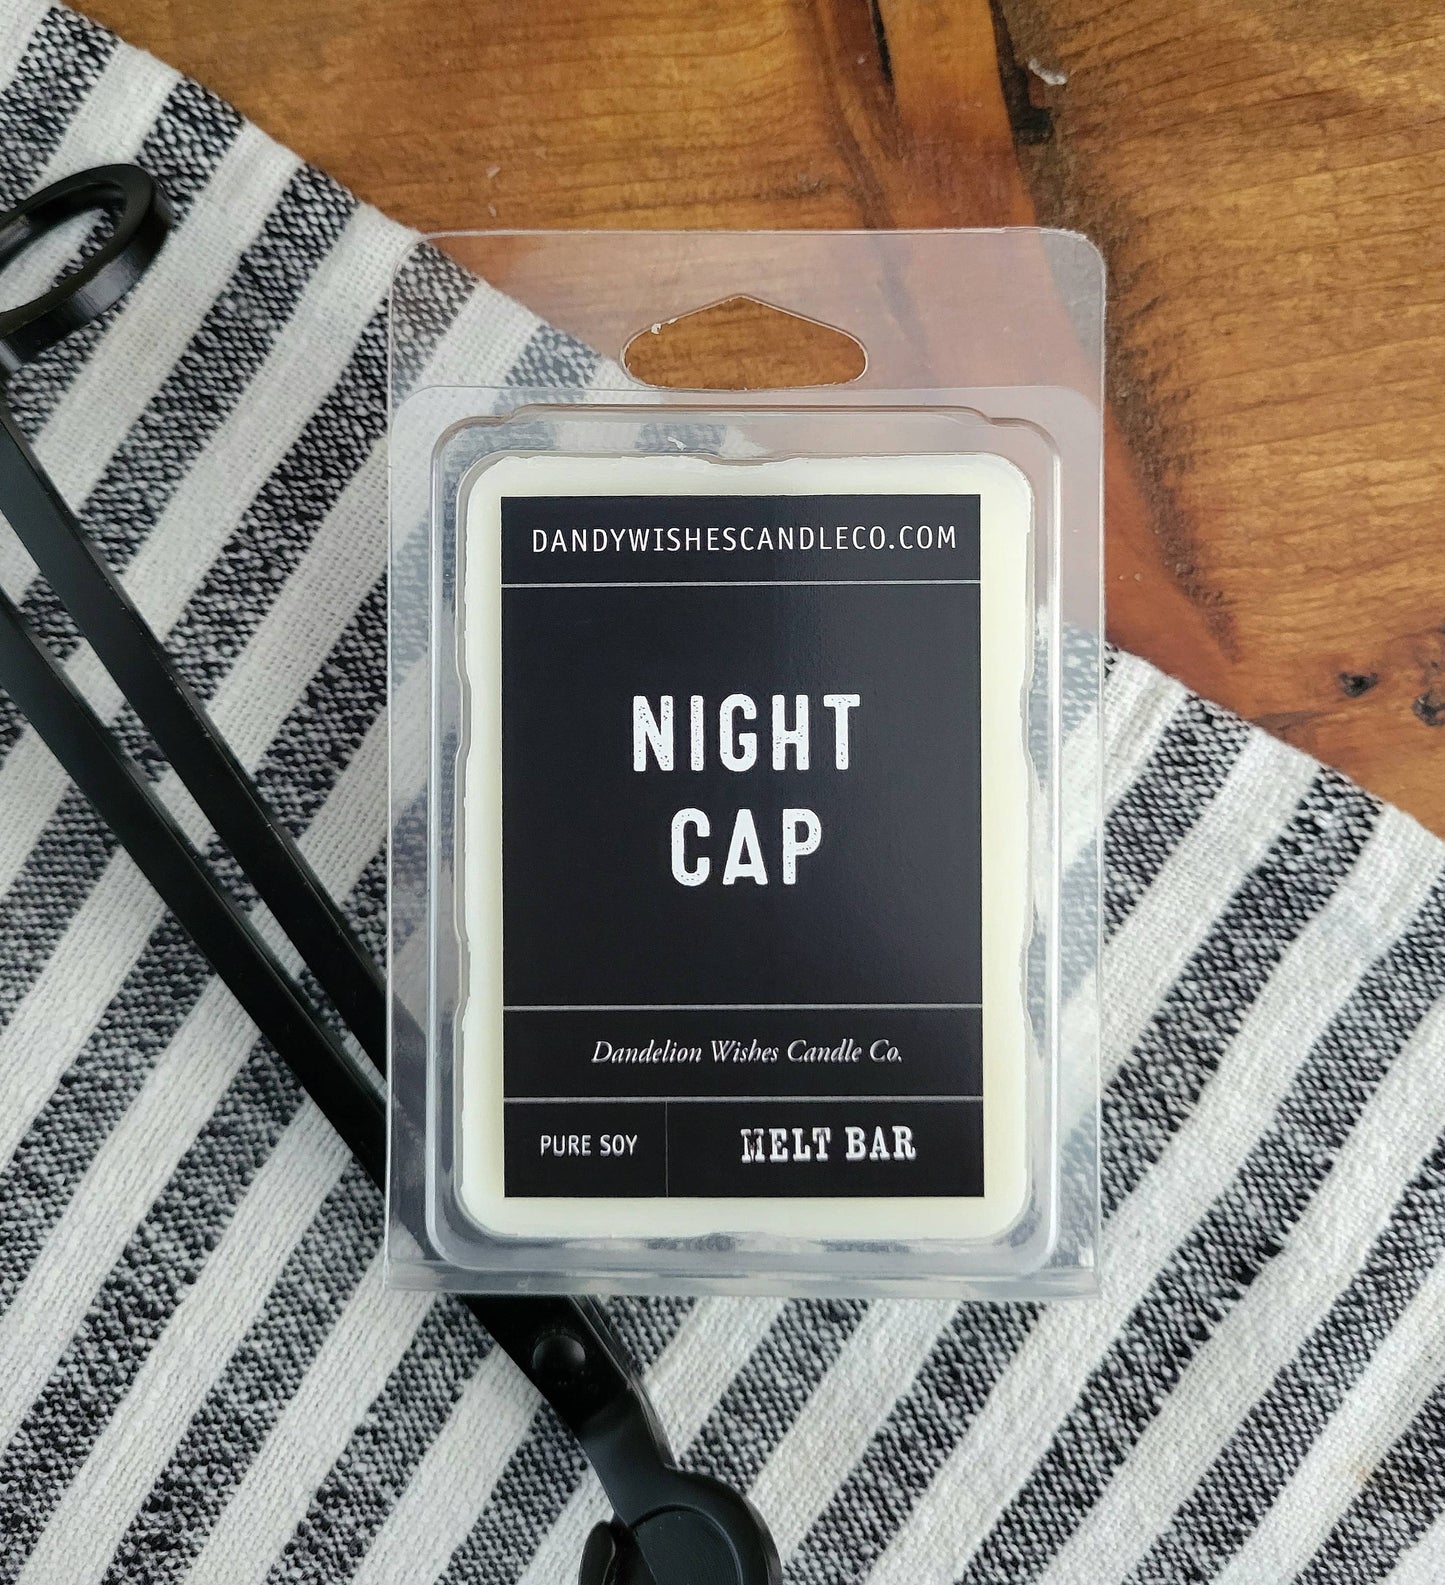 DANDYWISHESCANDLECO.COM
NIGHT
CAP
Dandelion Wishes Candle Co.
PURE SOY
MELT BAR